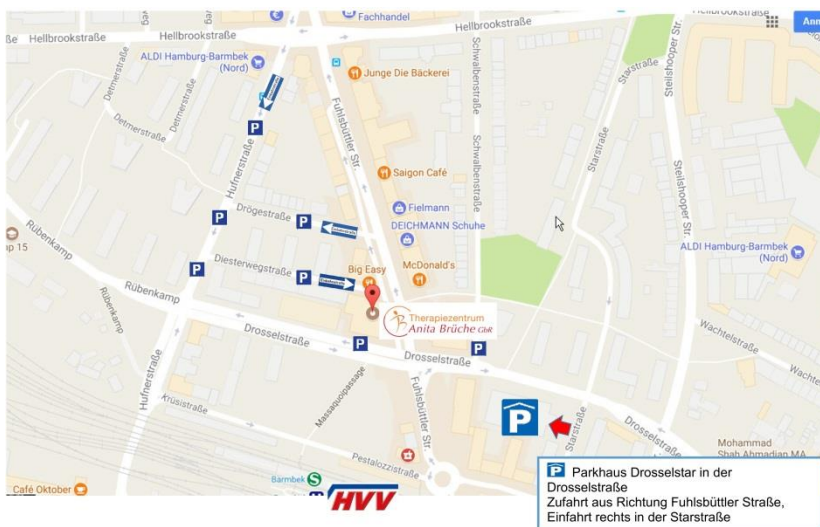 Hellbrookstraße
Hellbrookstraße
Hellbrookstraße
Fachhandel
Anm
ALDI Hamburg-Barmbek
(Nord)
Junge Die Bäckerei
Detmerstraße
Detmerstraße
Hufnerstraße
Fuhlsbüttler Str.
Schwalbenstraße
Starstraße
Steilshooper Str.
Steilshooper Str.
P
Saigon Café
Drögestraße
P
P
Fielmann
DEICHMANN Schuhe
Rübenkamp
ap 15
Diesterwegstraße
P
P
Big Easy
McDonald's
ALDI Hamburg-Barmbek
(Nord)
Rübenkamp
Rübenkamp
Therapiezentrum
Anita Brüche GbR
Wachtelstraße
Drosselstraße
P
P
Drosselstraße
Hufnerstraße
Krüsistraße
Massaquoipassage
Fuhlsbüttler Str.
P
Starstraße
Drosselstraße
Pestalozzistraße
Mohammad
Shah Ahmadian MA
Barmbek S
Café Oktober
HVV
P Parkhaus Drosselstar in der
Drosselstraße
Zufahrt aus Richtung Fuhlsbüttler Straße,
Einfahrt rechts in der Starstraße